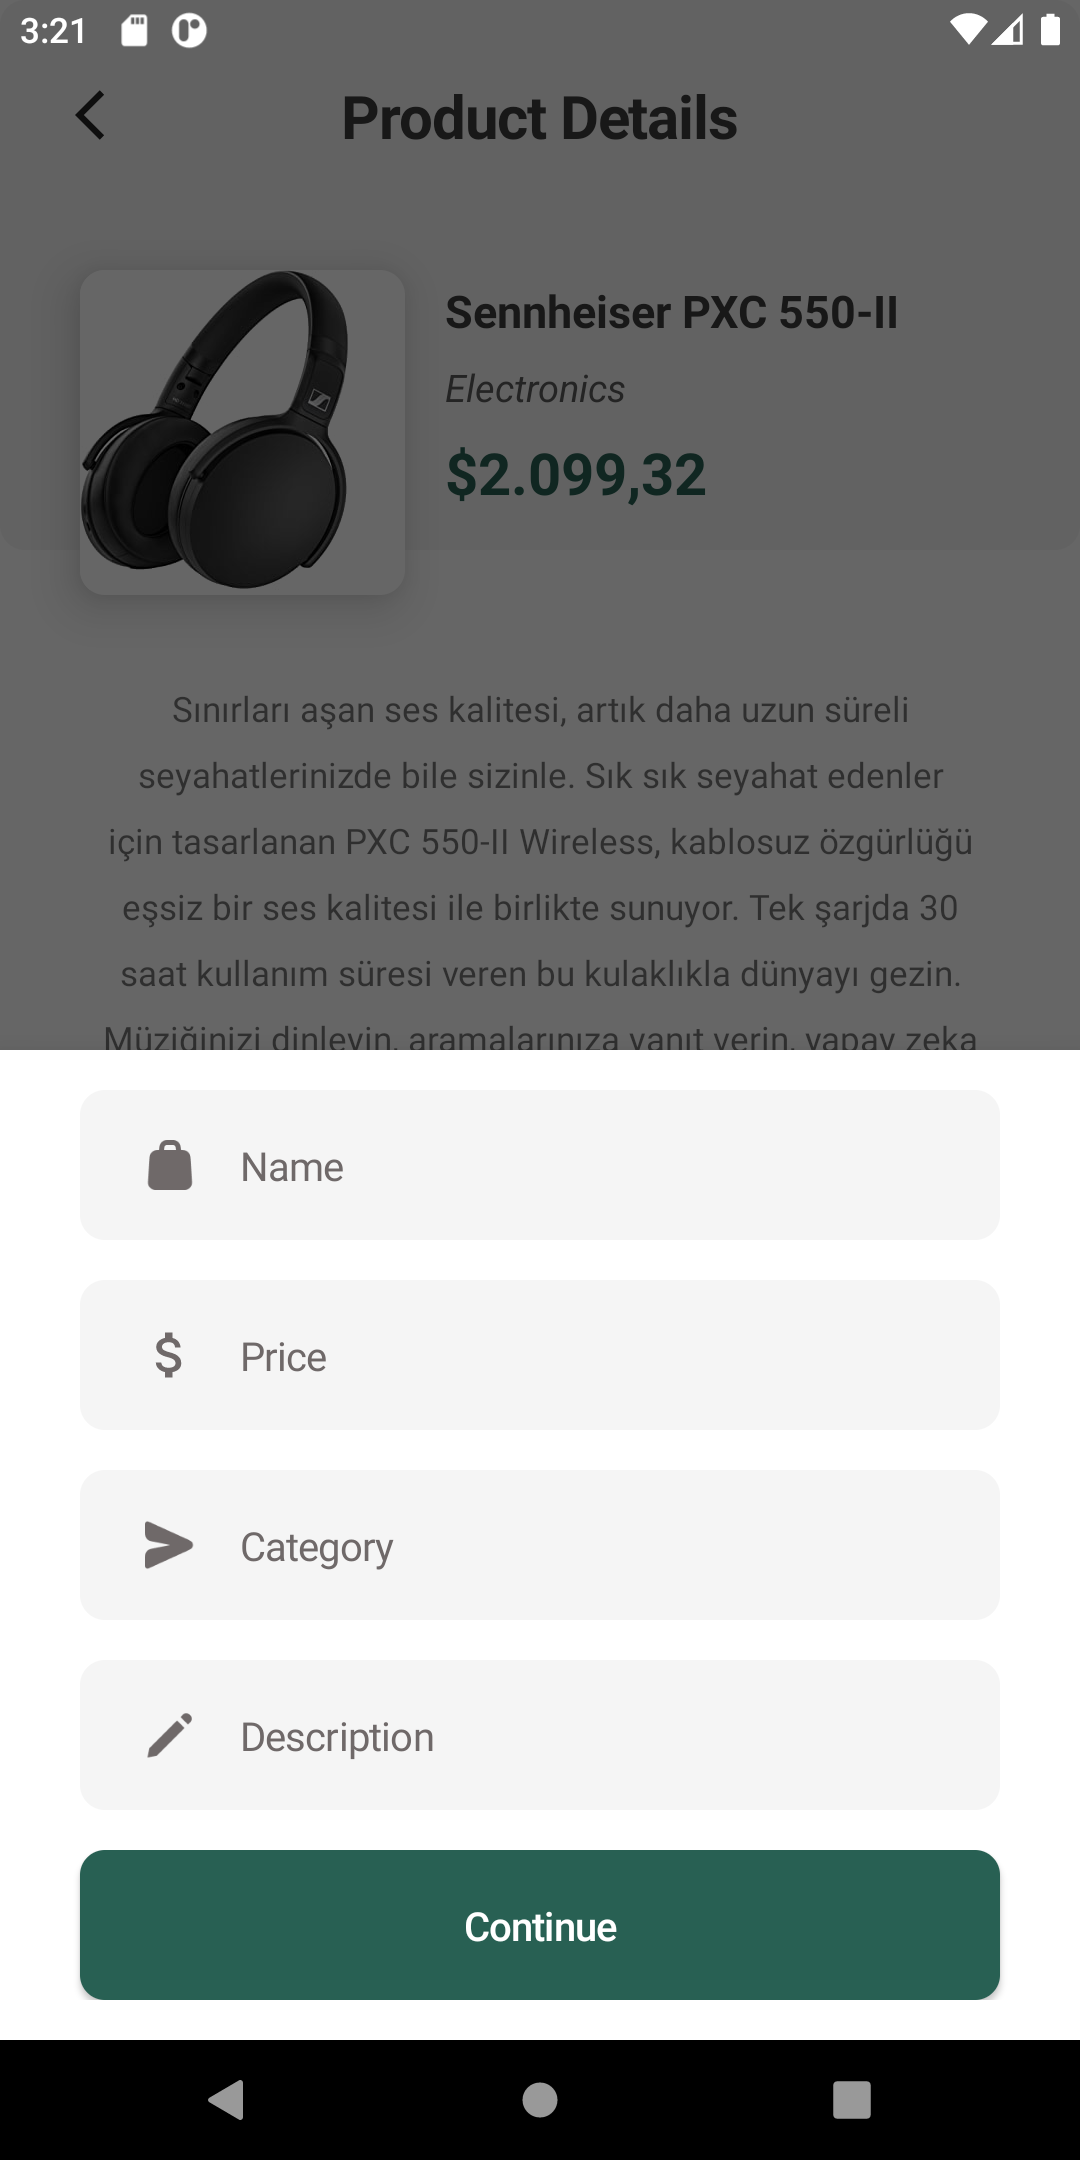 3:21
Product Details
Sennheiser PXC 550-II
Electronics
$2.099,32
Sınırları aşan ses kalitesi, artık daha uzun süreli
seyahatlerinizde bile sizinle. Sık sık seyahat edenler
için tasarlanan PXC 550-II Wireless, kablosuz özgürlüğü
eşsiz bir ses kalitesi ile birlikte sunuyor. Tek şarjda 30
saat kullanım süresi veren bu kulaklıkla dünyayı gezin.
Müziğinizi dinleyin, aramalarınıza yanıt verin, yapay zeka
Name
$ Price
Category
Description
Continue